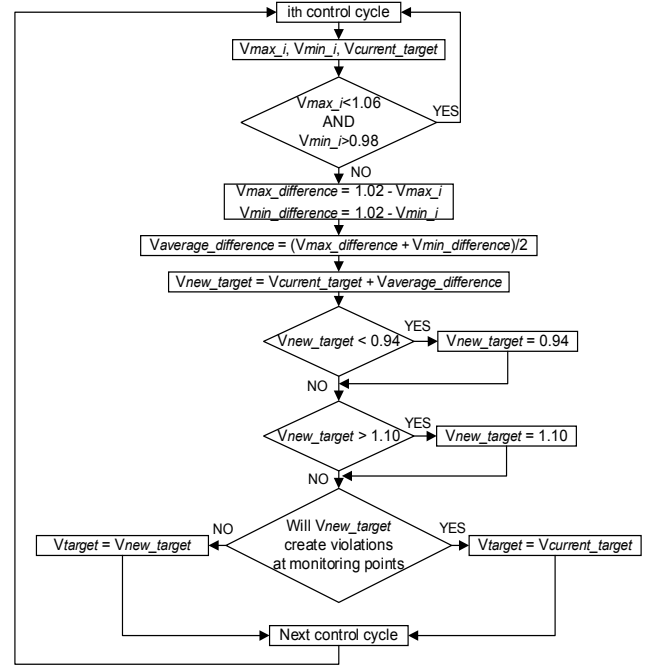 ith control cycle
Vmax_i, Vmin_i, Vcurrent_target
Vmax_i<1.06
AND
Vmin_i>0.98
YES
NO
Vmax_difference = 1.02 - Vmax_i
Vmin_difference = 1.02 - Vmin_i
Vaverage_difference = (Vmax_difference + Vmin_difference)/2
Vnew_target = Vcurrent_target + Vaverage_difference
Vnew_target < 0.94
YES
Vnew_target = 0.94
NO
Vnew_target > 1.10
YES
Vnew_target = 1.10
NO
Will Vnew_target
create violations
at monitoring points
NO
YES
Vtarget = Vnew_target
Vtarget = Vcurrent_target
Next control cycle